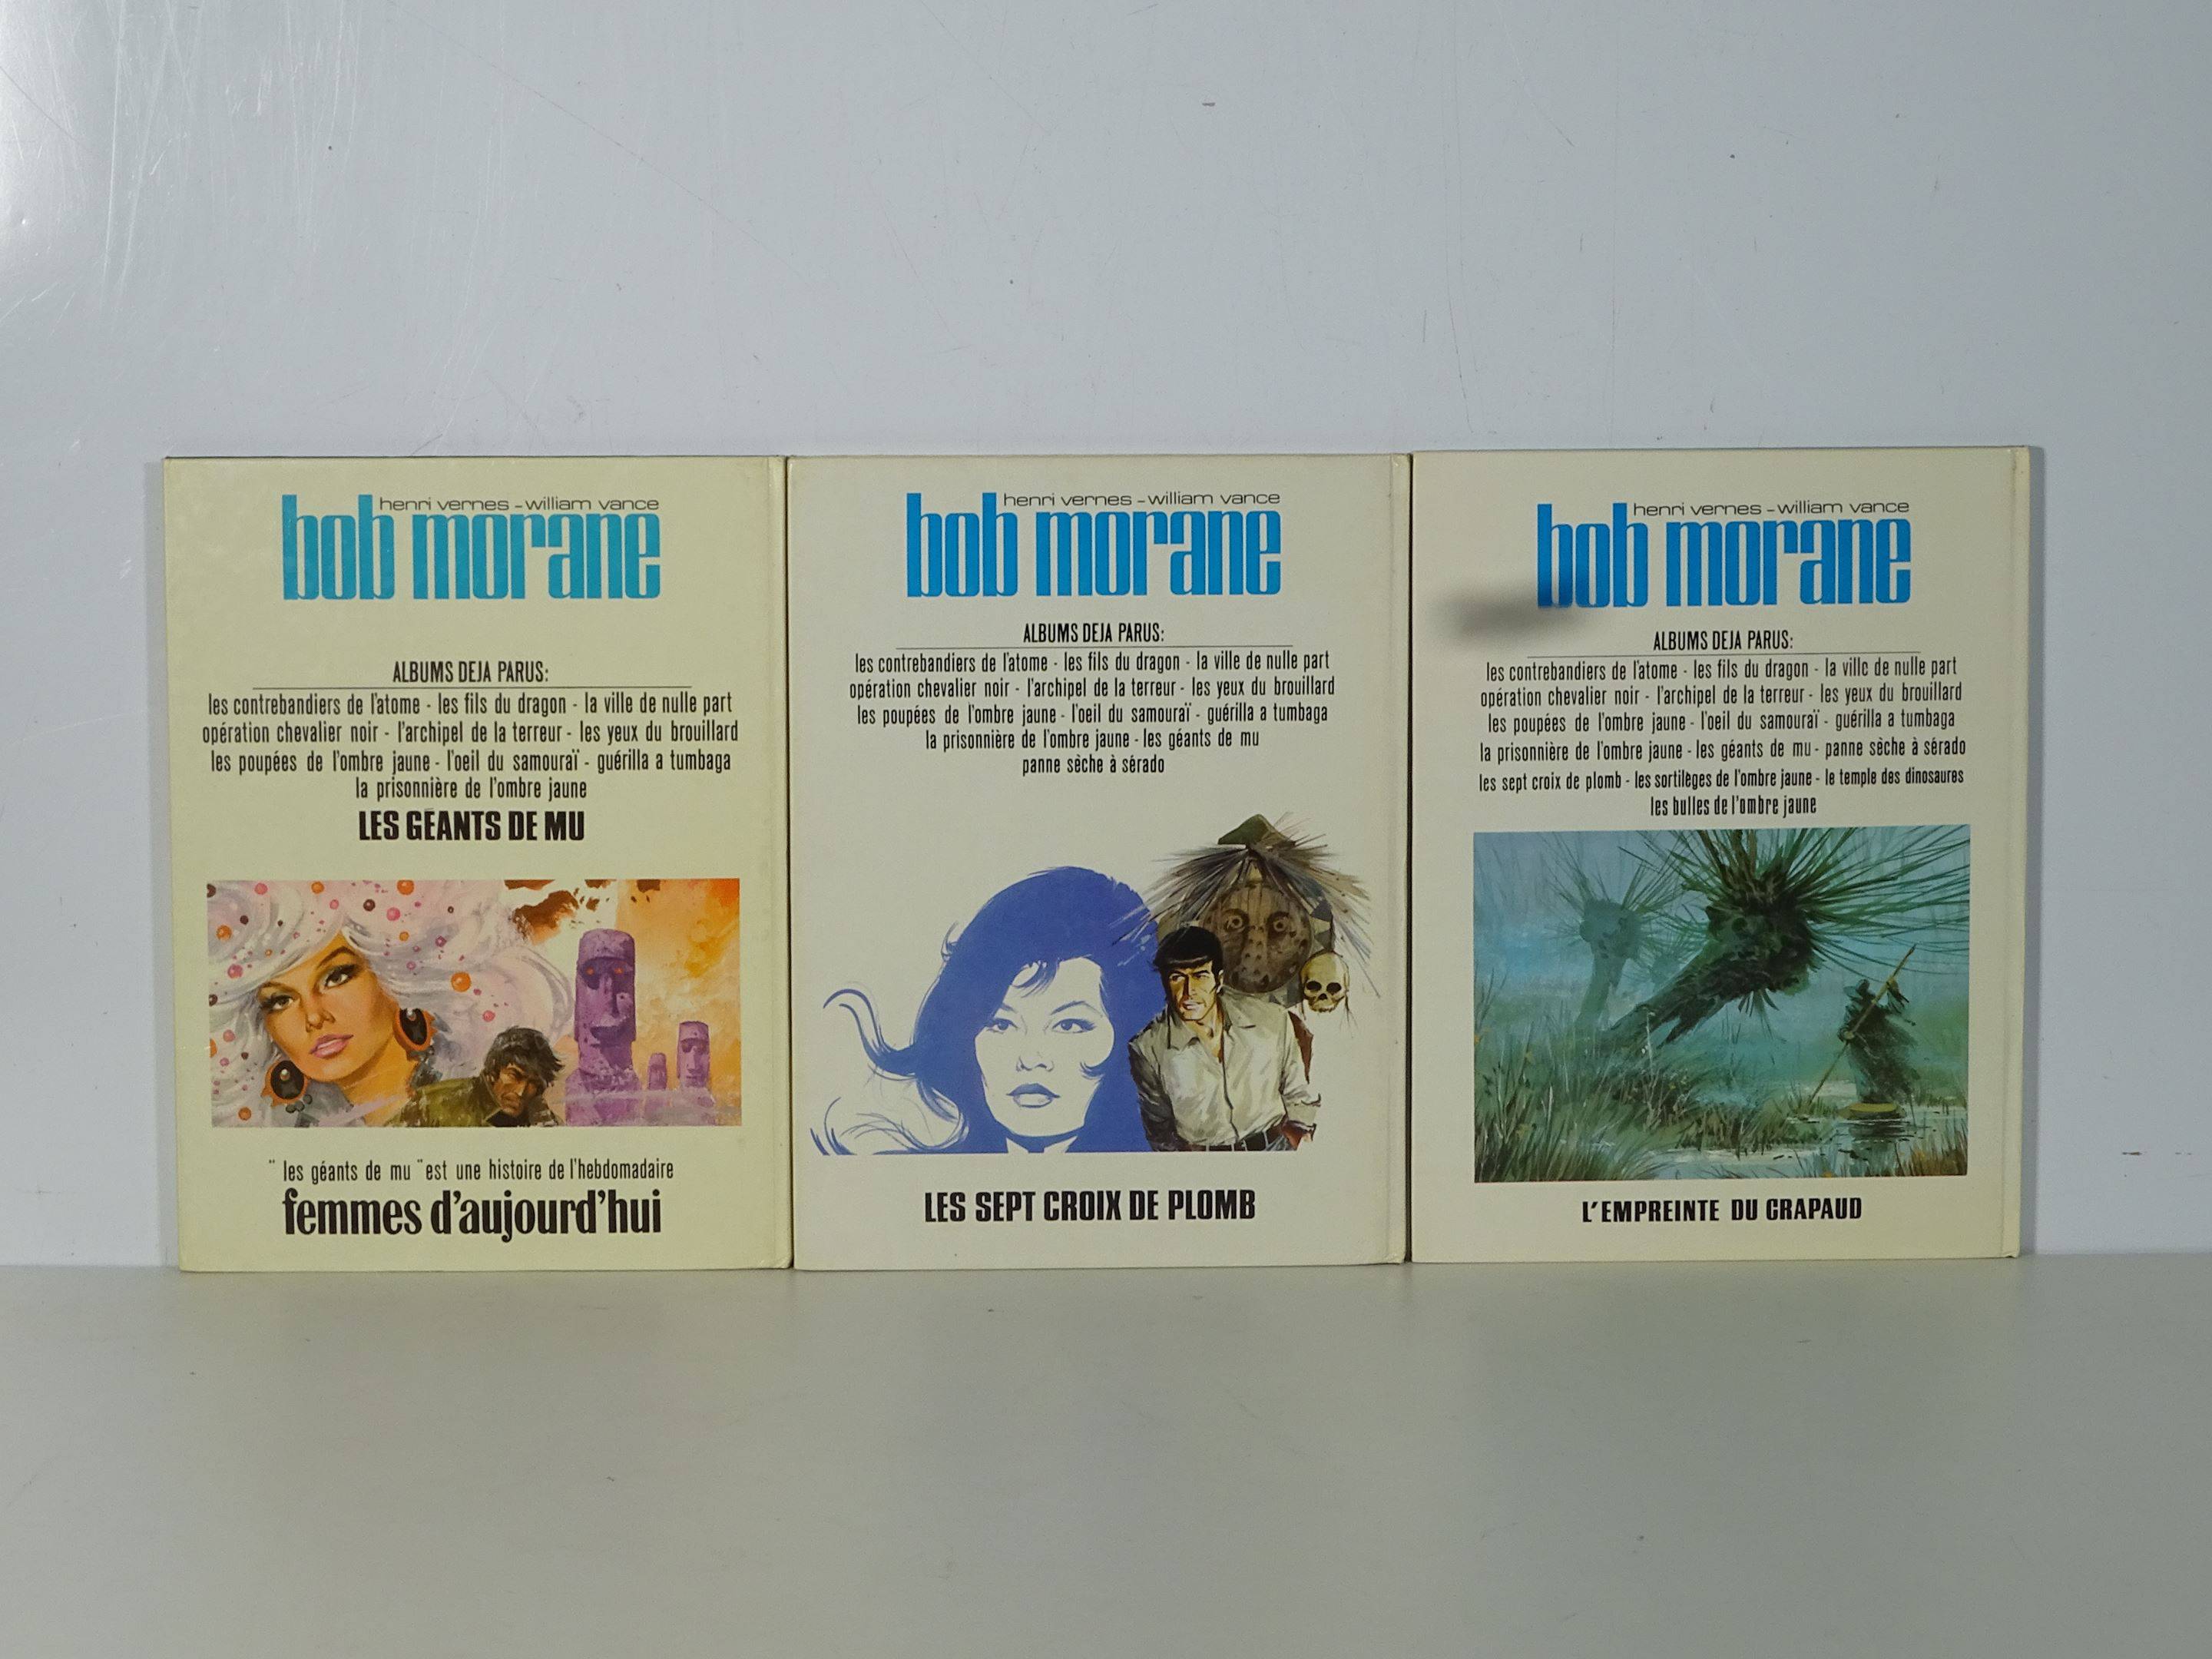 henri vernes - william vance
bob morane
ALBUMS DEJA PARUS:
les contrebandiers de l'atome - les fils du dragon - la ville de nulle part
opération chevalier noir - l'archipel de la terreur - les yeux du brouillard
les poupées de l'ombre jaune - l'oeil du samouraï - guérilla a tumbaga
la prisonnière de l'ombre jaune
LES GÉANTS DE MU
¨ les géants de mu ¨ est une histoire de l'hebdomadaire
femmes d'aujourd'hui
henri vernes - william vance
bob morane
ALBUMS DEJA PARUS:
les contrebandiers de l'atome - les fils du dragon - la ville de nulle part
opération chevalier noir - l'archipel de la terreur - les yeux du brouillard
les poupées de l'ombre jaune - l'oeil du samouraï - guérilla a tumbaga
la prisonnière de l'ombre jaune - les géants de mu
panne sèche à sérado
LES SEPT CROIX DE PLOMB
henri vernes - william vance
bob morane
ALBUMS DEJA PARUS:
les contrebandiers de l'atome - les fils du dragon - la ville de nulle part
opération chevalier noir - l'archipel de la terreur - les yeux du brouillard
les poupées de l'ombre jaune - l'oeil du samouraï - guérilla a tumbaga
la prisonnière de l'ombre jaune - les géants de mu - panne sèche à sérado
les sept croix de plomb - les sortilèges de l'ombre jaune - le temple des dinosaures
les bulles de l'ombre jaune
L'EMPREINTE DU CRAPAUD